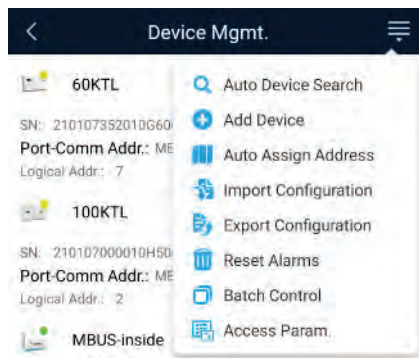 Device Mgmt.
60KTL
SN: 210107352010G60
Port-Comm Addr.: ME
Logical Addr.: 7
100KTL
SN: 210107000010H50
Port-Comm Addr.: ME
Logical Addr.: 2
MBUS-inside
Auto Device Search
Add Device
Auto Assign Address
Import Configuration
Export Configuration
Reset Alarms
Batch Control
Access Param.